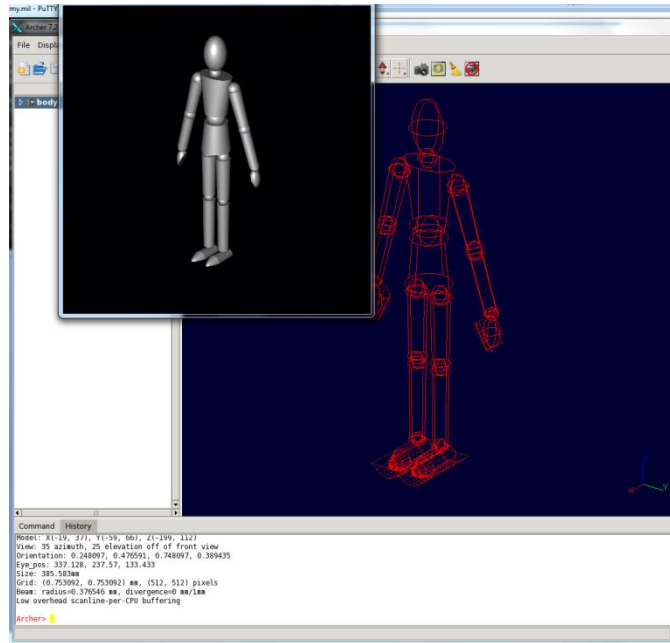 my.mil - PuTTY
Archer 7.2
File Displa
body
Command History
Model: X(-19, 37), Y(-59, 66), Z(-199, 112)
View: 35 azimuth, 25 elevation off of front view
Orientation: 0.248097, 0.476591, 0.748097, 0.389435
Eye_pos: 337.128, 237.57, 133.433
Size: 385.583mm
Grid: (0.753092, 0.753092) mm, (512, 512) pixels
Beam: radius=0.376546 mm, divergence=0 mm/1mm
Low overhead scanline-per-CPU buffering
Archer>